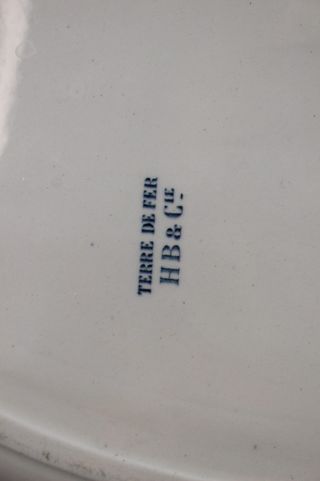 TERRE DE FER
HB & CIE